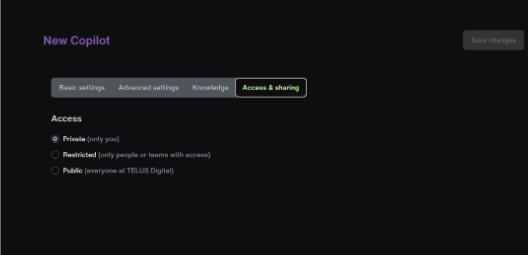 New Copilot
Save changes
Basic settings Advanced settings Knowledge Access & sharing
Access
Private (only you)
Restricted (only people or teams with access)
Public (everyone at TELUS Digital)